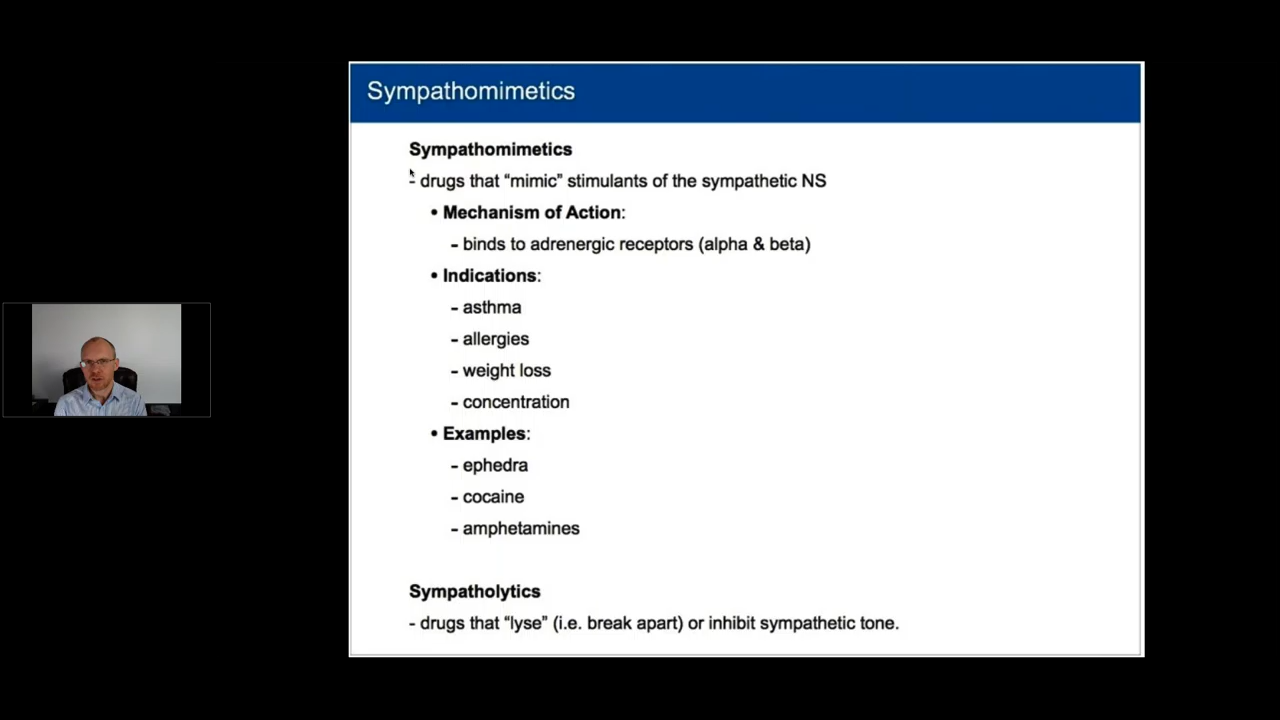 Sympathomimetics
Sympathomimetics
- drugs that “mimic” stimulants of the sympathetic NS
• Mechanism of Action:
- binds to adrenergic receptors (alpha & beta)
• Indications:
- asthma
- allergies
- weight loss
- concentration
• Examples:
- ephedra
- cocaine
- amphetamines
Sympatholytics
- drugs that “lyse” (i.e. break apart) or inhibit sympathetic tone.